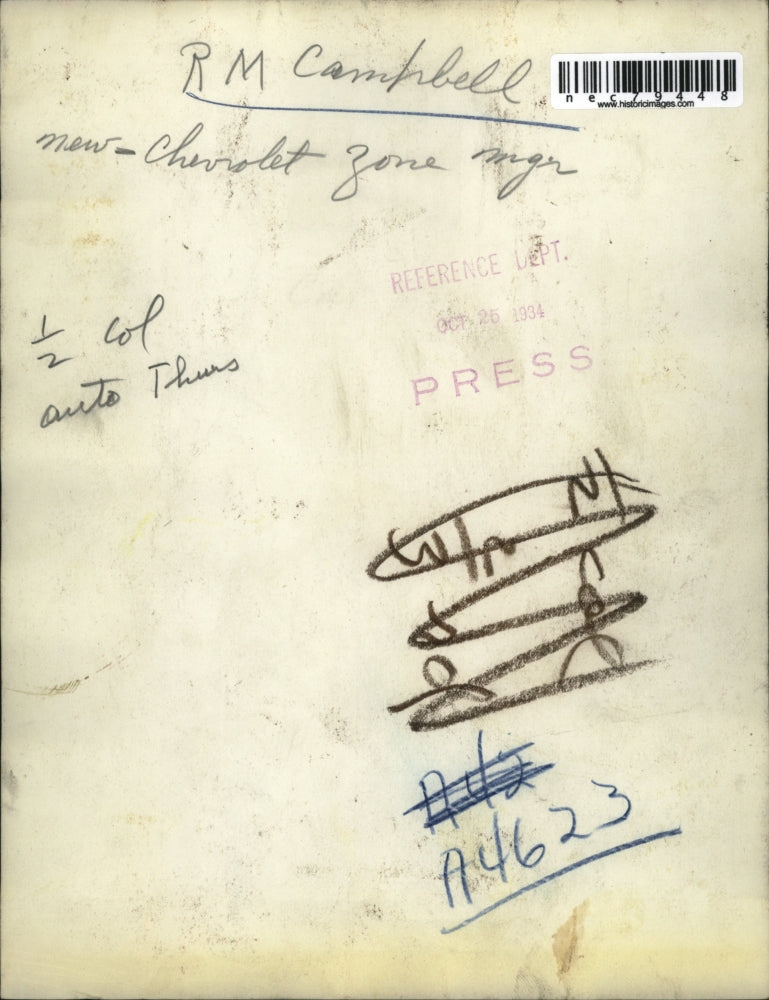 R M Campbell
nec79448
www.historicimages.com
new - Chevrolet zone mgr
REFERENCE DEPT.
OCT 25 1934
PRESS
1/2 col
auto Thurs
A42
A4623